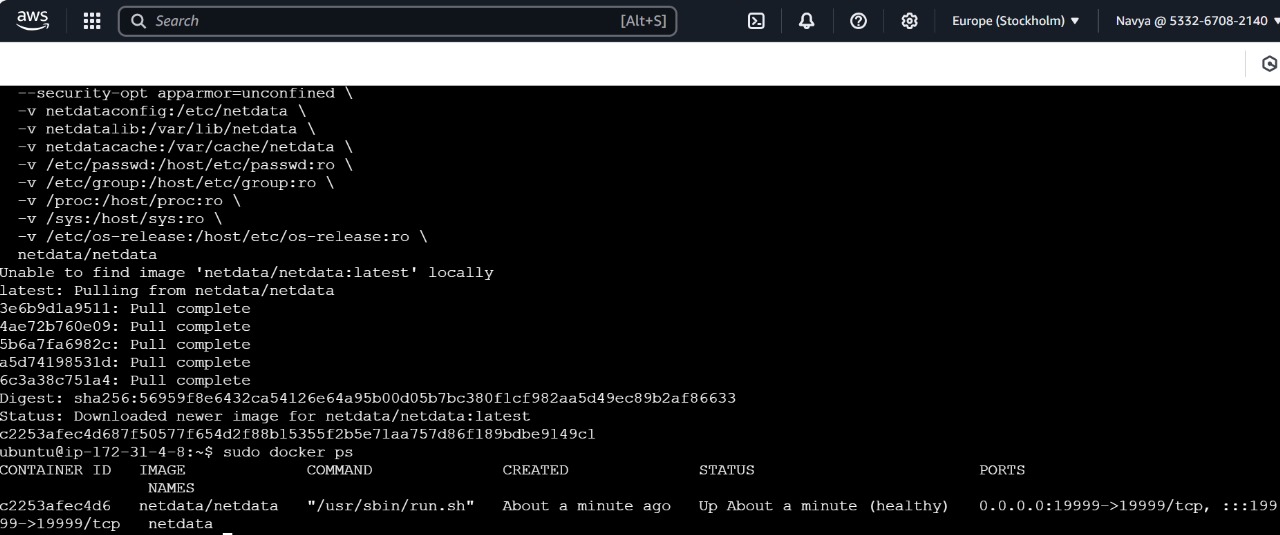 aws
Search [Alt+S]
Europe (Stockholm) ▼
Navya @ 5332-6708-2140 ▼
--security-opt apparmor=unconfined \
-v netdataconfig:/etc/netdata \
-v netdatalib:/var/lib/netdata \
-v netdatacache:/var/cache/netdata \
-v /etc/passwd:/host/etc/passwd:ro \
-v /etc/group:/host/etc/group:ro \
-v /proc:/host/proc:ro \
-v /sys:/host/sys:ro \
-v /etc/os-release:/host/etc/os-release:ro \
netdata/netdata
Unable to find image 'netdata/netdata:latest' locally
latest: Pulling from netdata/netdata
3e6b9d1a9511: Pull complete
4ae72b760e09: Pull complete
5b6a7fa6982c: Pull complete
a5d74198531d: Pull complete
6c3a38c751a4: Pull complete
Digest: sha256:56959f8e6432ca54126e64a95b00d05b7bc380f1cf982aa5d49ec89b2af86633
Status: Downloaded newer image for netdata/netdata:latest
c2253afec4d687f50577f654d2f88b15355f2b5e71aa757d86f189bdbe9149c1
ubuntu@ip-172-31-4-8:~$ sudo docker ps
CONTAINER ID IMAGE COMMAND CREATED STATUS PORTS
NAMES
c2253afec4d6 netdata/netdata "/usr/sbin/run.sh" About a minute ago Up About a minute (healthy) 0.0.0.0:19999->19999/tcp, :::199
99->19999/tcp netdata